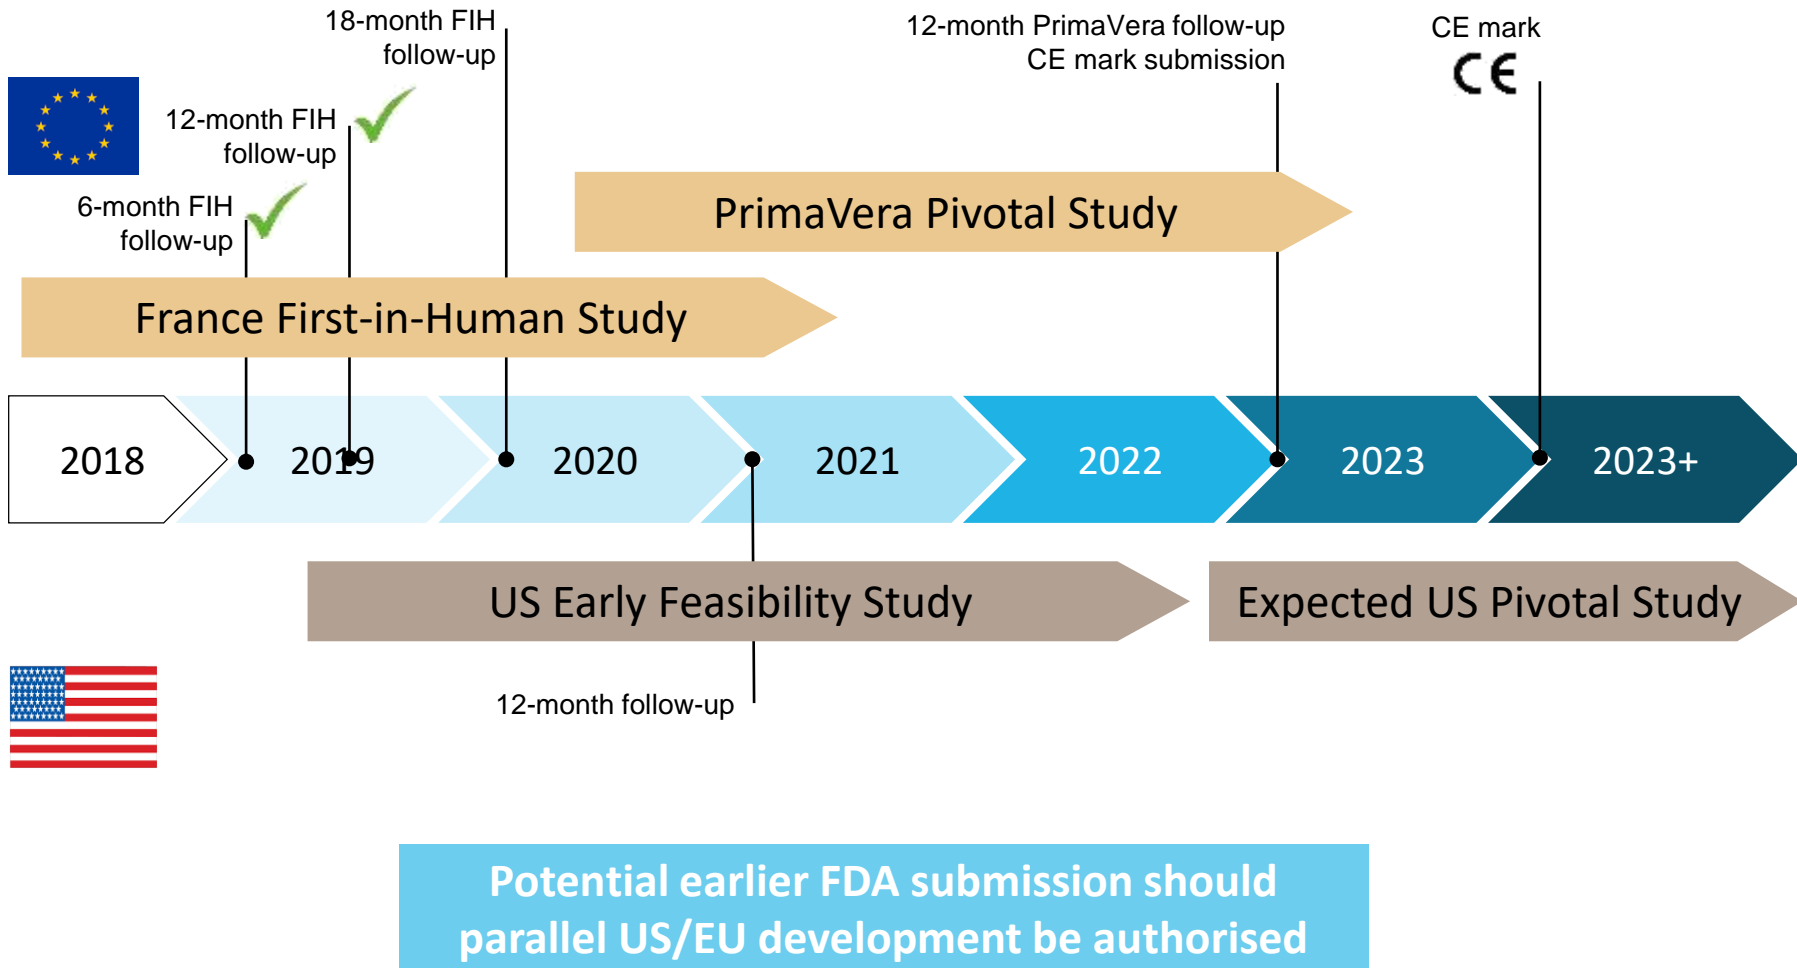 18-month FIH
follow-up
12-month PrimaVera follow-up
CE mark submission
CE mark
CE
12-month FIH
follow-up
6-month FIH
follow-up
PrimaVera Pivotal Study
France First-in-Human Study
2018
2019
2020
2021
2022
2023
2023+
US Early Feasibility Study
Expected US Pivotal Study
12-month follow-up
Potential earlier FDA submission should
parallel US/EU development be authorised